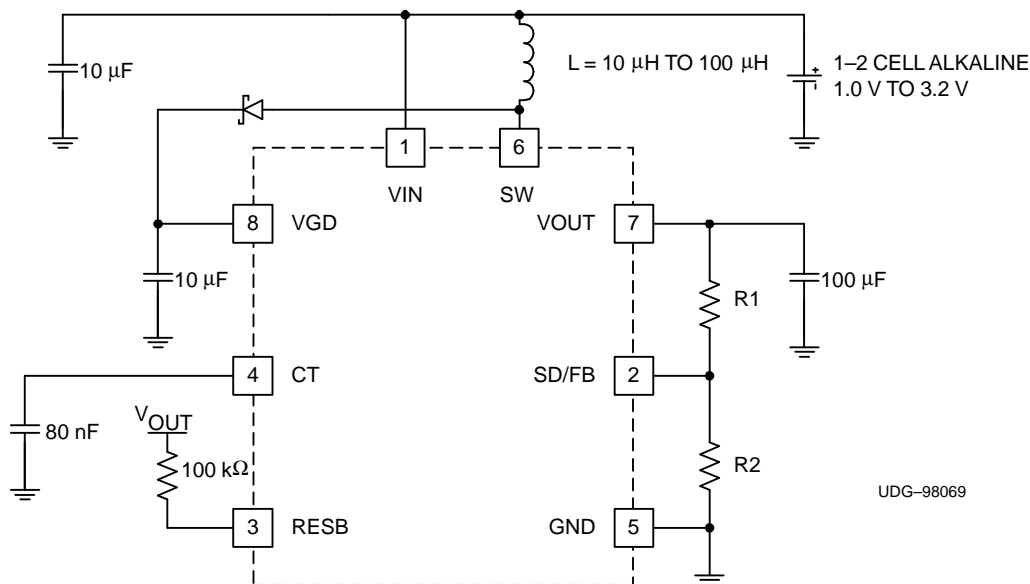 10 μF
L = 10 μH TO 100 μH
1–2 CELL ALKALINE
1.0 V TO 3.2 V
1
6
VIN
SW
8
VGD
VOUT
7
10 μF
R1
100 μF
4
CT
SD/FB
2
80 nF
VOUT
100 kΩ
R2
UDG–98069
3
RESB
GND
5